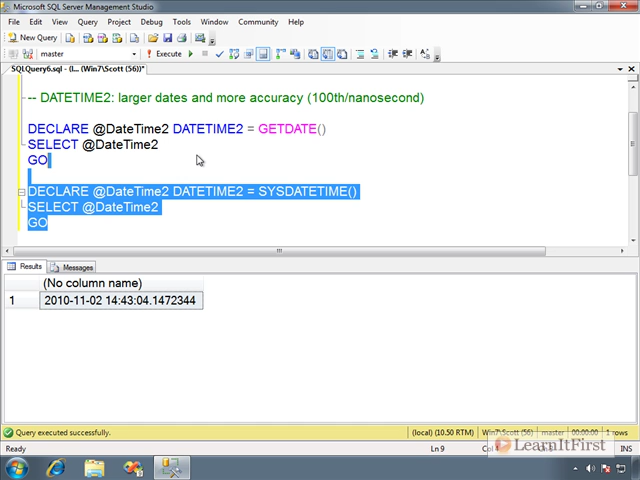 Microsoft SQL Server Management Studio
File Edit View Query Project Debug Tools Window Community Help
New Query
master Execute
SQLQuery6.sql - (l... (Win7\Scott (56))*
-- DATETIME2: larger dates and more accuracy (100th/nanosecond)
DECLARE @DateTime2 DATETIME2 = GETDATE()
SELECT @DateTime2
GO
DECLARE @DateTime2 DATETIME2 = SYSDATETIME()
SELECT @DateTime2
GO
Results Messages
(No column name)
1 2010-11-02 14:43:04.1472344
Query executed successfully. (local) (10.50 RTM) Win7\Scott (56) master 00:00:00 1 rows
Ready Ln 9 INS
LearnItFirst